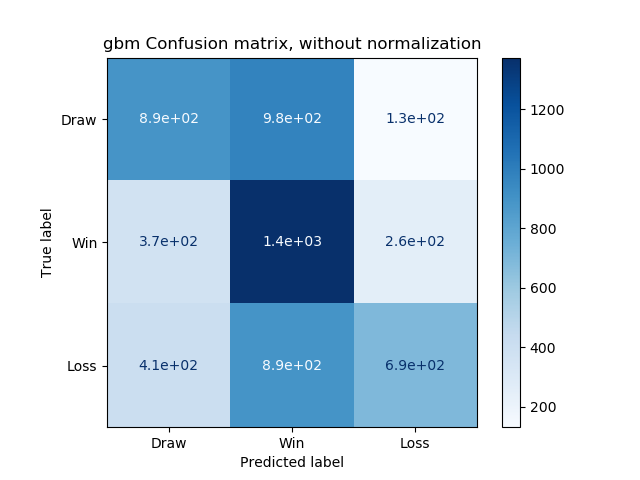 gbm Confusion matrix, without normalization
Draw 8.9e+02 9.8e+02 1.3e+02
Win 3.7e+02 1.4e+03 2.6e+02
Loss 4.1e+02 8.9e+02 6.9e+02
Draw Win Loss
Predicted label
True label
1200
1000
800
600
400
200